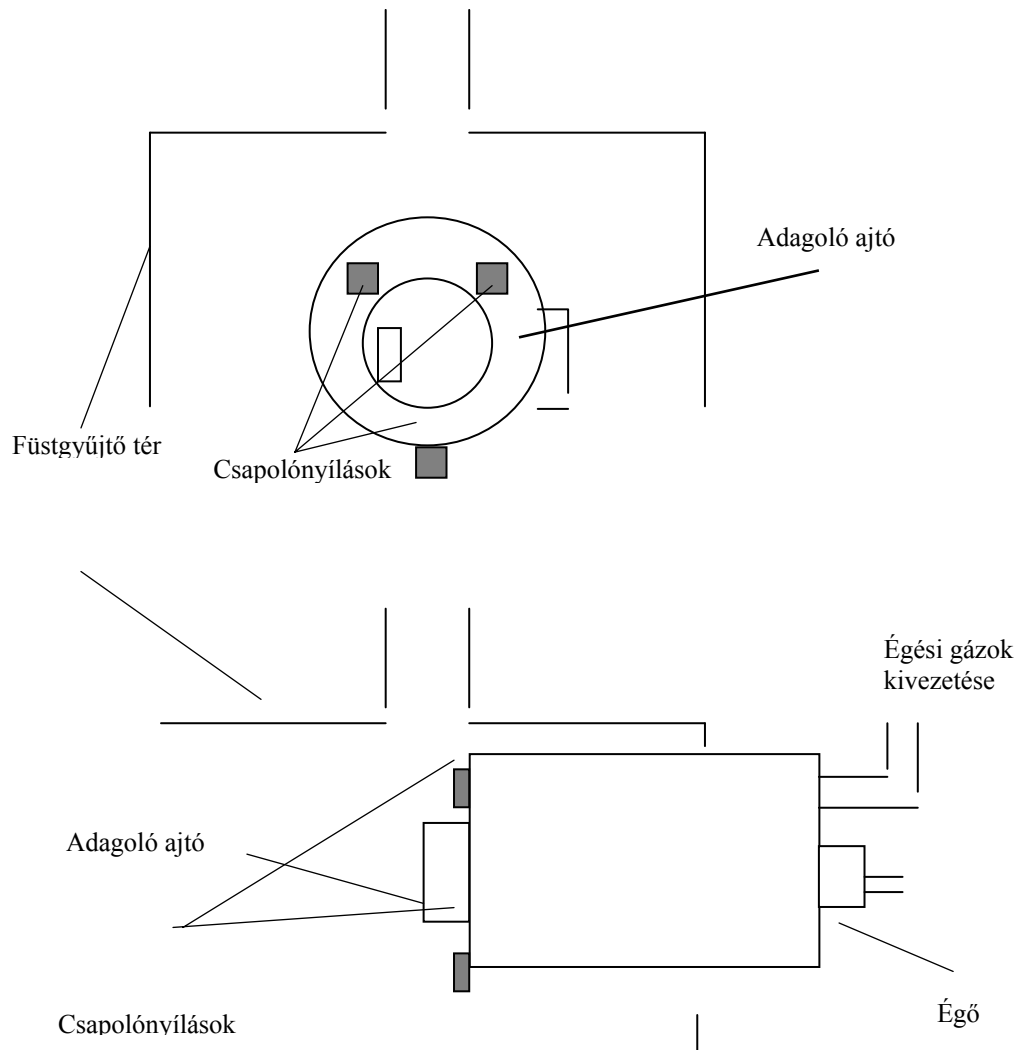 Adagoló ajtó
Füstgyűjtő tér
Csapolónyílások
Égési gázok
kivezetése
Adagoló ajtó
Csapolónyílások
Égő